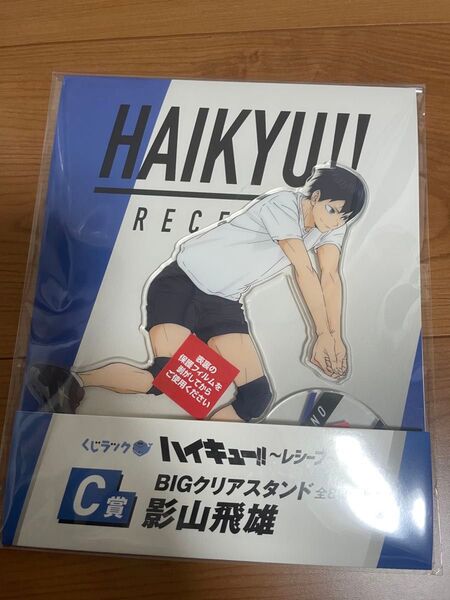 HAIKYU!!
RECE
表裏の
保護フィルムを
剥がしてから
ご使用ください
くじラック ハイキュー!! ～レシーブ
C賞
BIGクリアスタンド 全8
影山飛雄